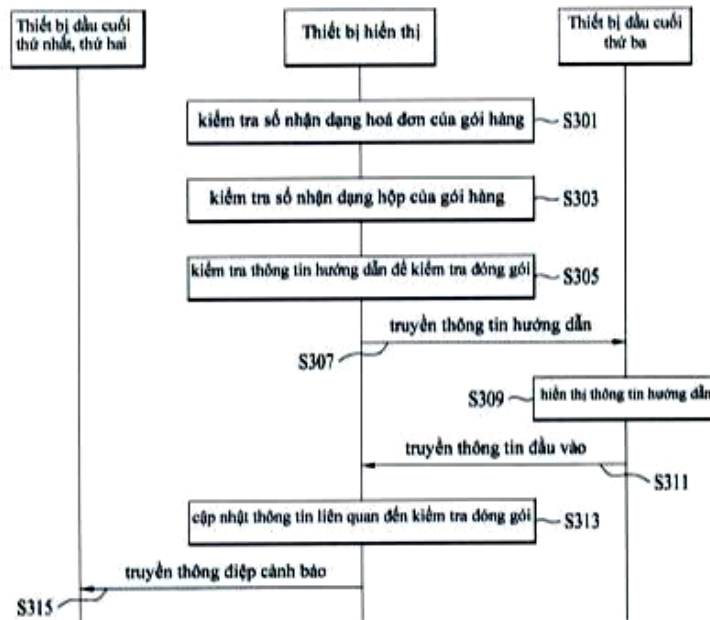 Thiết bị đầu cuối
thứ nhất, thứ hai
Thiết bị hiển thị
Thiết bị đầu cuối
thứ ba
kiểm tra số nhận dạng hoá đơn của gói hàng
S301
kiểm tra số nhận dạng hộp của gói hàng
S303
kiểm tra thông tin hướng dẫn để kiểm tra đóng gói
S305
truyền thông tin hướng dẫn
S307
S309
hiển thị thông tin hướng dẫn
truyền thông tin đầu vào
S311
cập nhật thông tin liên quan đến kiểm tra đóng gói
S313
truyền thông điệp cảnh báo
S315